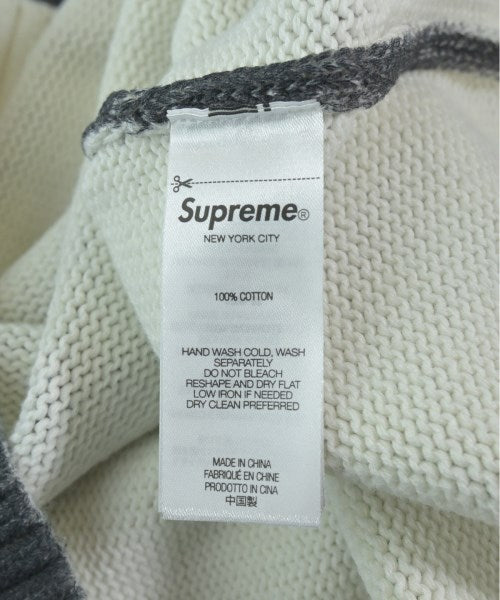 Supreme®
NEW YORK CITY
100% COTTON
HAND WASH COLD, WASH
SEPARATELY
DO NOT BLEACH
RESHAPE AND DRY FLAT
LOW IRON IF NEEDED
DRY CLEAN PREFERRED
MADE IN CHINA
FABRIQUÉ EN CHINE
PRODOTTO IN CINA
中国製